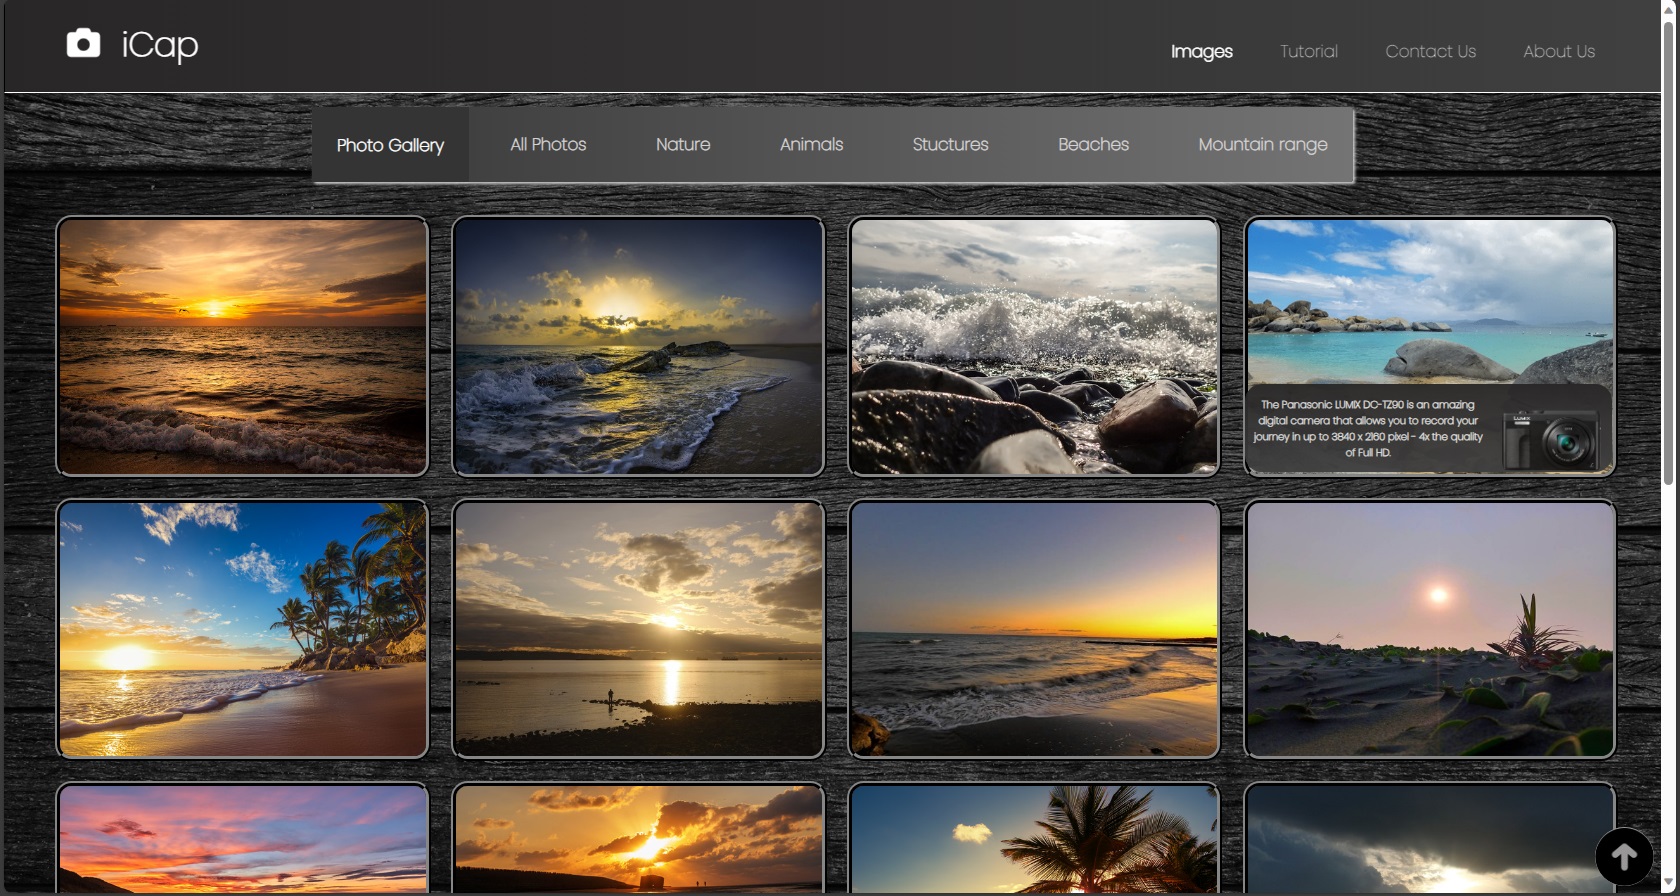 iCap
Images Tutorial Contact Us About Us
Photo Gallery All Photos Nature Animals Stuctures Beaches Mountain range
The Panasonic LUMIX DC-TZ90 is an amazing
digital camera that allows you to record your
journey in up to 3840 x 2160 pixel - 4x the quality
of Full HD.
LUMIX